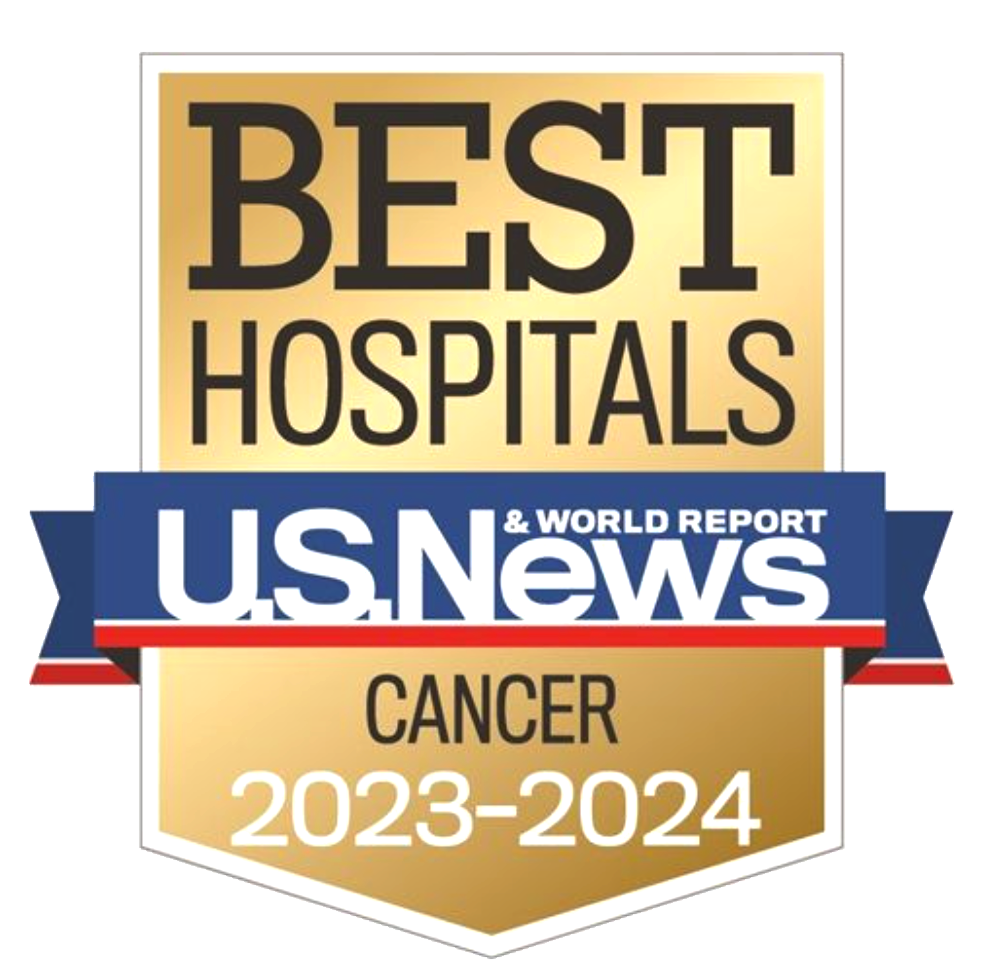 BEST
HOSPITALS
& WORLD REPORT
U.S.News
CANCER
2023-2024